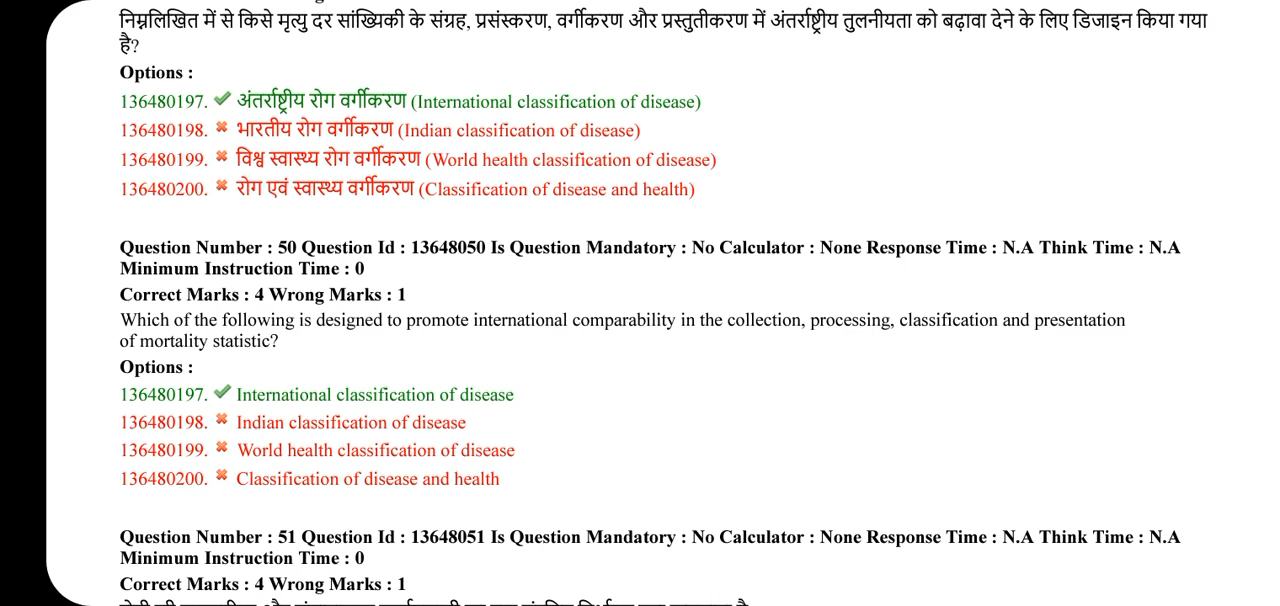 निम्नलिखित में से किसे मृत्यु दर सांख्यिकी के संग्रह, प्रसंस्करण, वर्गीकरण और प्रस्तुतीकरण में अंतर्राष्ट्रीय तुलनीयता को बढ़ावा देने के लिए डिजाइन किया गया
है?
Options :
136480197. ✔ अंतर्राष्ट्रीय रोग वर्गीकरण (International classification of disease)
136480198. ✖ भारतीय रोग वर्गीकरण (Indian classification of disease)
136480199. ✖ विश्व स्वास्थ्य रोग वर्गीकरण (World health classification of disease)
136480200. ✖ रोग एवं स्वास्थ्य वर्गीकरण (Classification of disease and health)
Question Number : 50 Question Id : 13648050 Is Question Mandatory : No Calculator : None Response Time : N.A Think Time : N.A
Minimum Instruction Time : 0
Correct Marks : 4 Wrong Marks : 1
Which of the following is designed to promote international comparability in the collection, processing, classification and presentation
of mortality statistic?
Options :
136480197. ✔ International classification of disease
136480198. ✖ Indian classification of disease
136480199. ✖ World health classification of disease
136480200. ✖ Classification of disease and health
Question Number : 51 Question Id : 13648051 Is Question Mandatory : No Calculator : None Response Time : N.A Think Time : N.A
Minimum Instruction Time : 0
Correct Marks : 4 Wrong Marks : 1